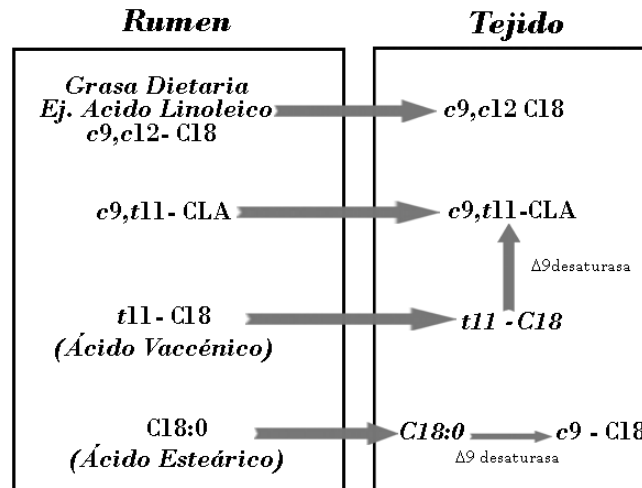 Rumen
Tejido
Grasa Dietaria
Ej. Acido Linoleico
c9,c12- C18
c9,c12 C18
c9,t11- CLA
c9,t11-CLA
Δ9desaturasa
t11- C18
(Ácido Vaccénico)
t11 - C18
C18:0
(Ácido Esteárico)
C18:0
c9 - C18
Δ9 desaturasa